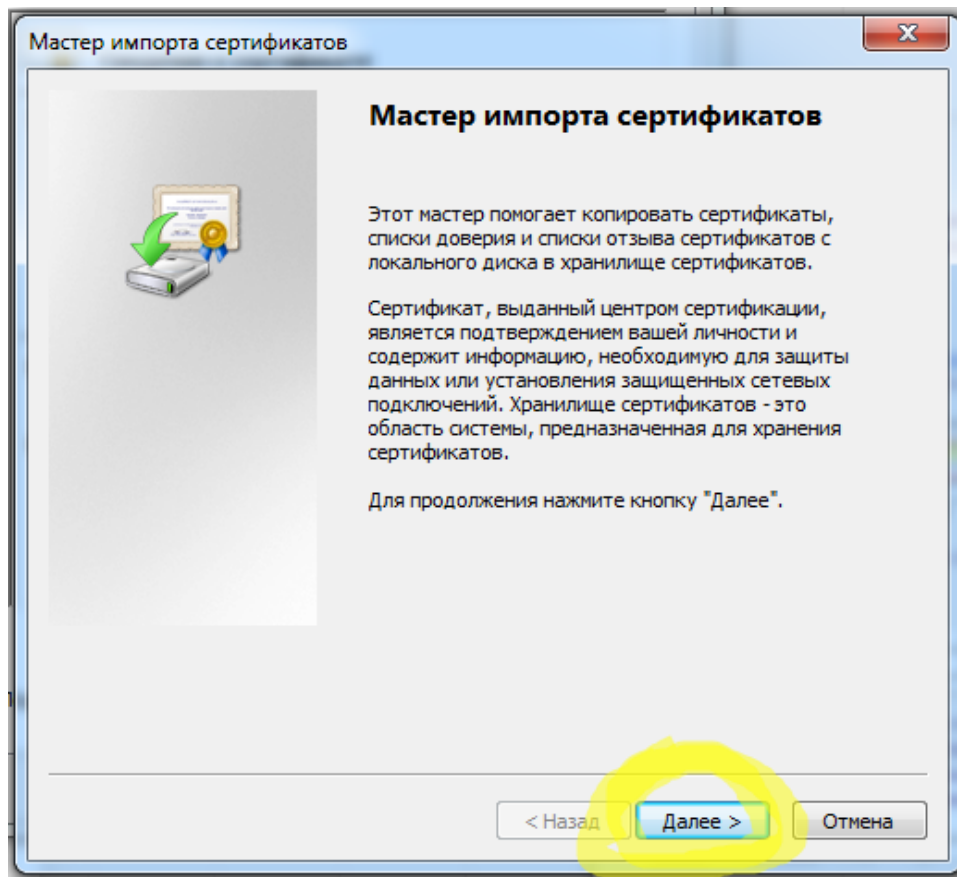 Мастер импорта сертификатов
Мастер импорта сертификатов
Этот мастер помогает копировать сертификаты,
списки доверия и списки отзыва сертификатов с
локального диска в хранилище сертификатов.
Сертификат, выданный центром сертификации,
является подтверждением вашей личности и
содержит информацию, необходимую для защиты
данных или установления защищенных сетевых
подключений. Хранилище сертификатов - это
область системы, предназначенная для хранения
сертификатов.
Для продолжения нажмите кнопку "Далее".
< Назад Далее > Отмена